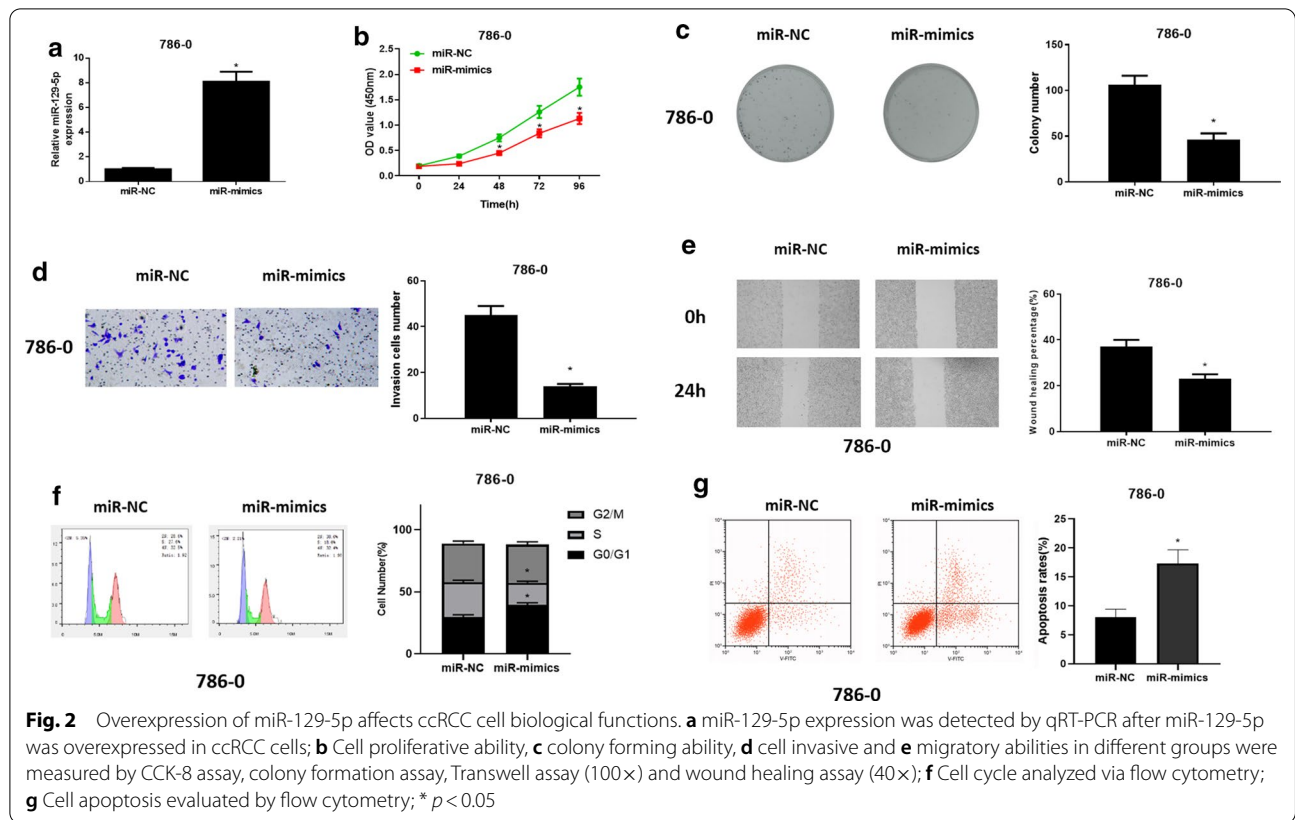 a
786-0
Relative miR-129-5p
expression
10
8
6
4
2
0
*
miR-NC
miR-mimics
b
786-0
miR-NC
miR-mimics
OD value (450nm)
2.5
2.0
1.5
1.0
0.5
0.0
*
*
*
0
24
48
72
96
Time(h)
c
miR-NC
miR-mimics
786-0
786-0
Colony number
150
100
50
0
*
miR-NC
miR-mimics
d
miR-NC
miR-mimics
786-0
786-0
Invasion cells number
60
40
20
0
*
miR-NC
miR-mimics
e
miR-NC
miR-mimics
0h
24h
786-0
786-0
Wound healing percentage(%)
60
40
20
0
*
miR-NC
miR-mimics
f
miR-NC
miR-mimics
786-0
786-0
Cell Number(%)
100
50
0
*
*
G2/M
S
G0/G1
miR-NC
miR-mimics
g
miR-NC
miR-mimics
PI
V-FITC
PI
V-FITC
786-0
786-0
Apoptosis rates(%)
25
20
15
10
5
0
*
miR-NC
miR-mimics
Fig. 2 Overexpression of miR-129-5p affects ccRCC cell biological functions. a miR-129-5p expression was detected by qRT-PCR after miR-129-5p
was overexpressed in ccRCC cells; b Cell proliferative ability, c colony forming ability, d cell invasive and e migratory abilities in different groups were
measured by CCK-8 assay, colony formation assay, Transwell assay (100×) and wound healing assay (40×); f Cell cycle analyzed via flow cytometry;
g Cell apoptosis evaluated by flow cytometry; * p < 0.05